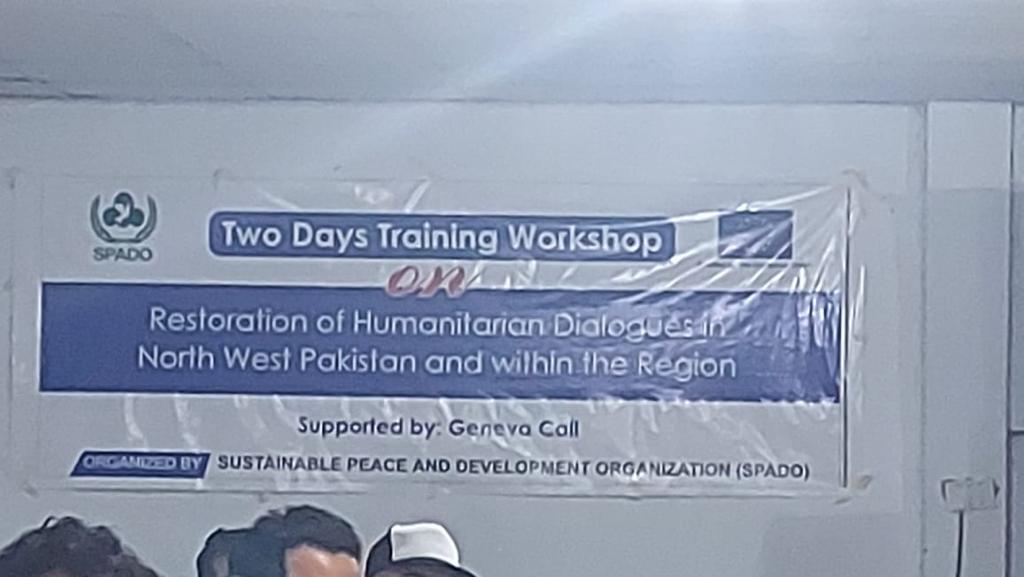 SPADO
Two Days Training Workshop
on
Restoration of Humanitarian Dialogues in
North West Pakistan and within the Region
Supported by: Geneva Call
ORGANIZED BY SUSTAINABLE PEACE AND DEVELOPMENT ORGANIZATION (SPADO)